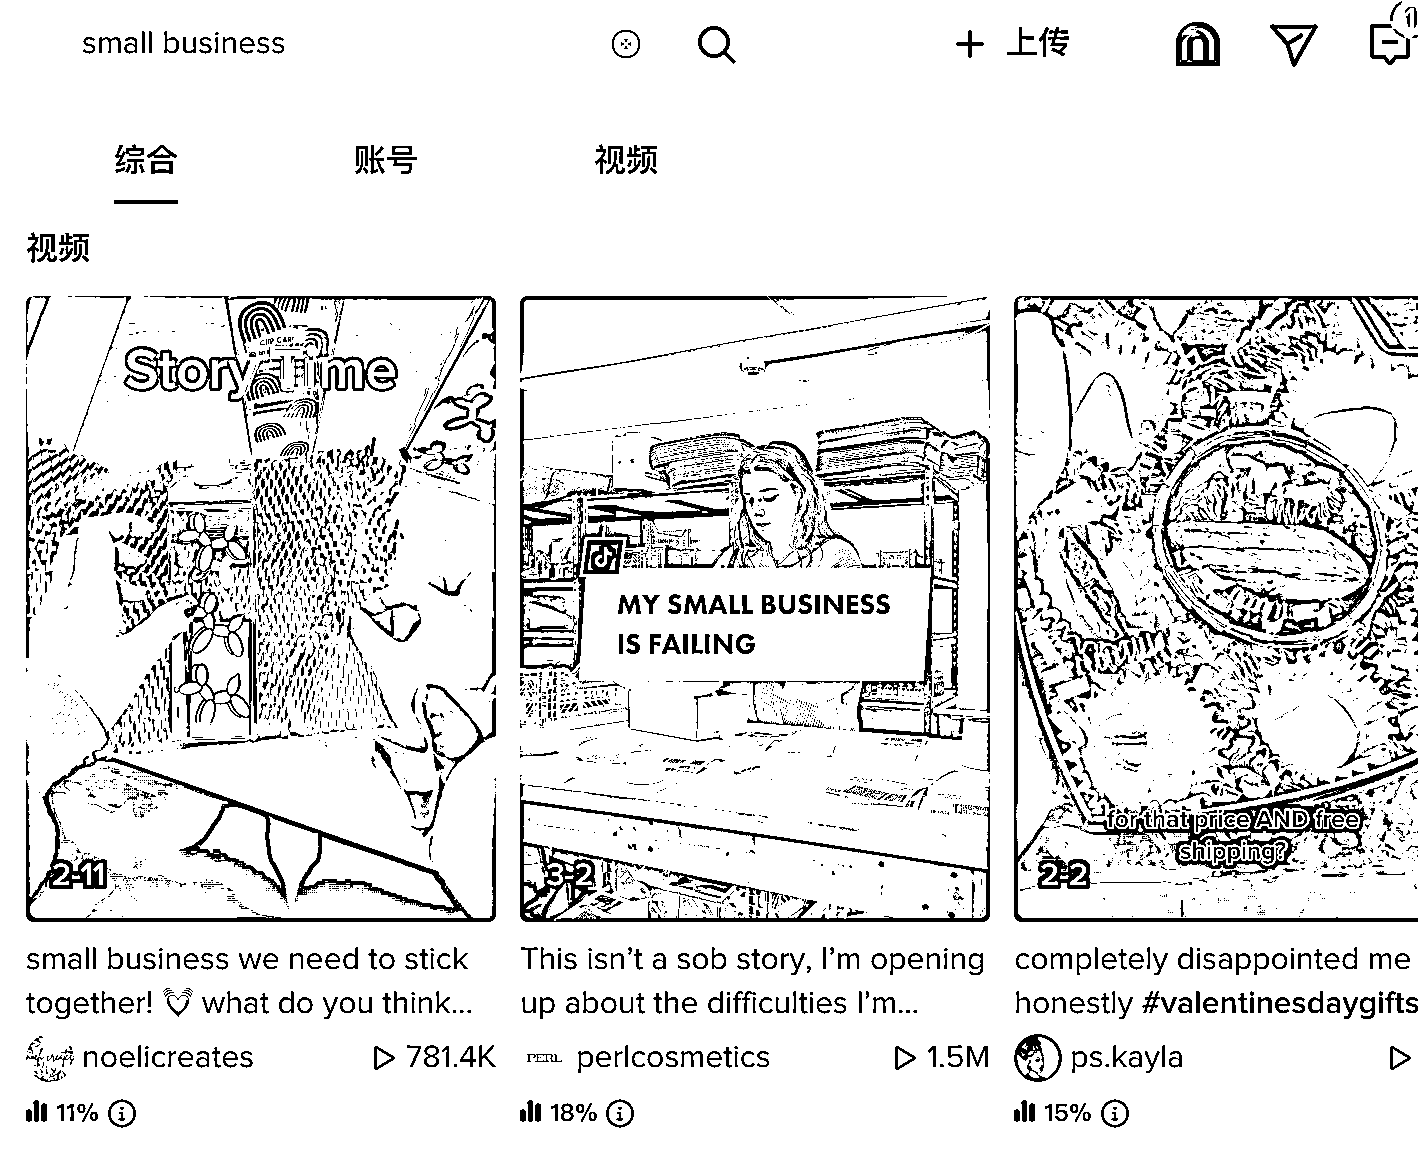 small business
上传
综合
账号
视频
视频
Story Time
MY SMALL BUSINESS
IS FAILING
for that price AND free
shipping?
2-11
3-2
2-2
small business we need to stick
together! what do you think...
noelicreates
781.4K
11%
This isn't a sob story, I'm opening
up about the difficulties I'm...
PERL
perlcosmetics
1.5M
18%
completely disappointed me
honestly #valentinesdaygifts
ps.kayla
15%